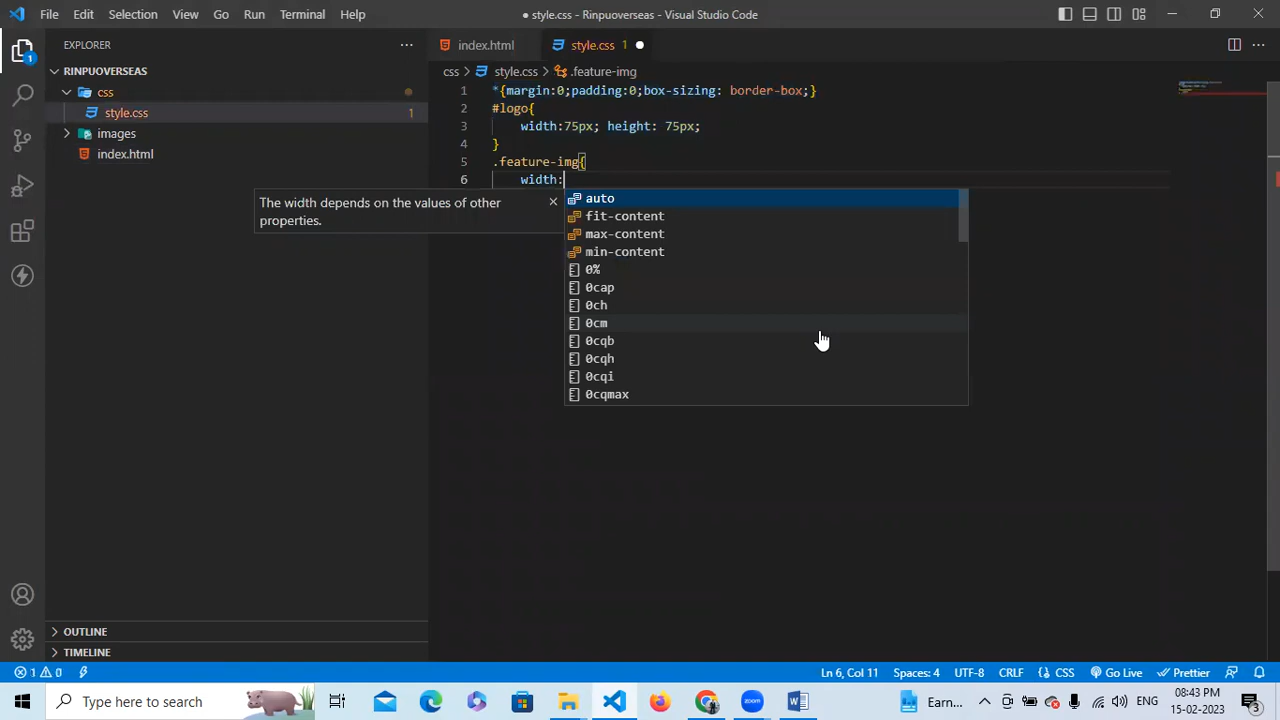 File Edit Selection View Go Run Terminal Help
● style.css - Rinpuoverseas - Visual Studio Code
EXPLORER
RINPUOVERSEAS
css
style.css 1
images
index.html
OUTLINE
TIMELINE
1
index.html
style.css 1 ●
css > style.css > .feature-img
1 *{margin:0;padding:0;box-sizing: border-box;}
2 #logo{
3 width:75px; height: 75px;
4 }
5 .feature-img{
6 width:
The width depends on the values of other
properties.
auto
fit-content
max-content
min-content
0%
0cap
0ch
0cm
0cqb
0cqh
0cqi
0cqmax
1 0 Ln 6, Col 11 Spaces: 4 UTF-8 CRLF {} CSS Go Live Prettier
Type here to search
W
zoom
Earn...
ENG
08:43 PM
15-02-2023
3